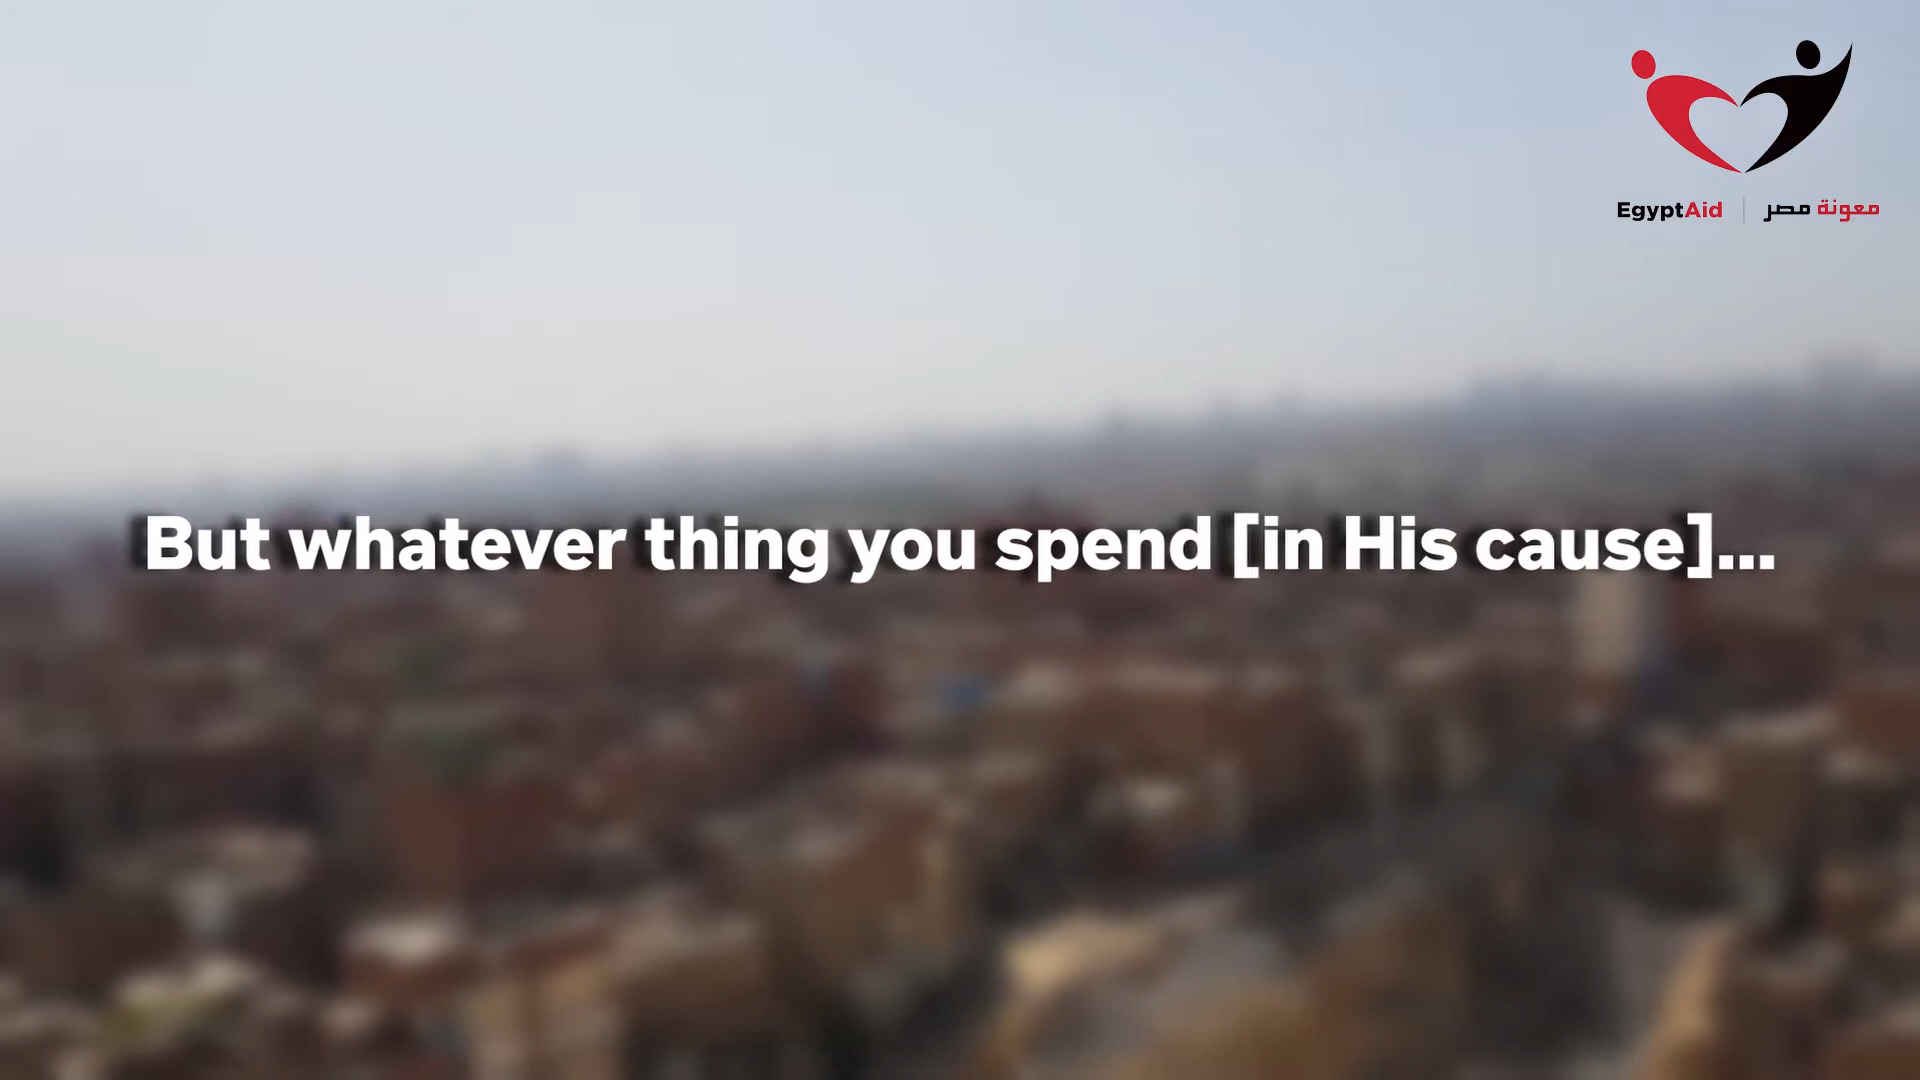 EgyptAid | معونة مصر
But whatever thing you spend [in His cause]...